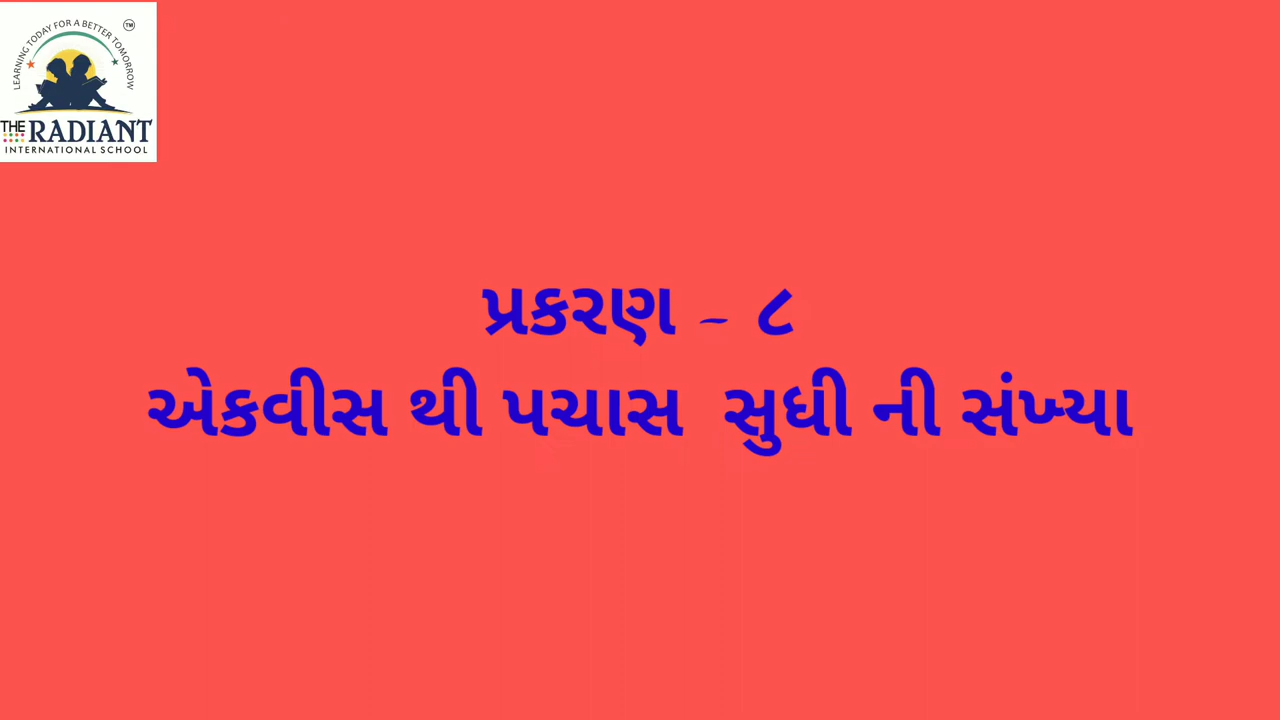 LEARNING TODAY FOR A BETTER TOMORROW
TM
THE RADIANT
INTERNATIONAL SCHOOL
પ્રકરણ - ૮
એકવીસ થી પચાસ સુધી ની સંખ્યા